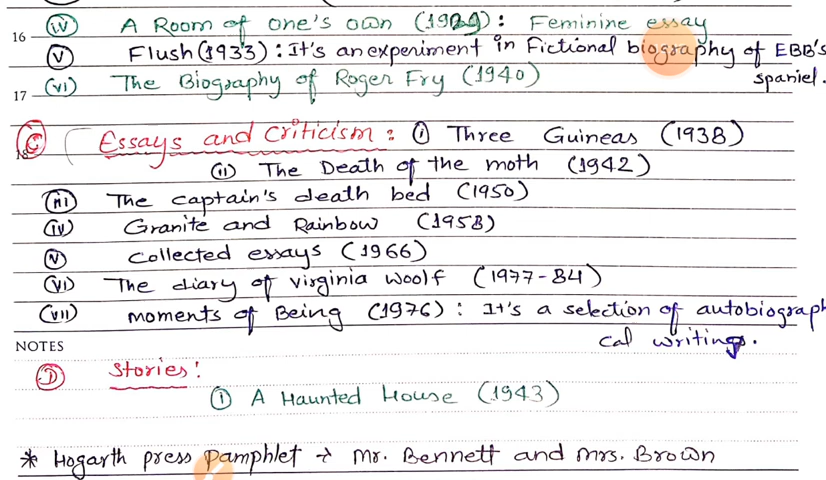 16 (iv) A Room of one's own (1929): Feminine essay
(v) Flush (1933): It's an experiment in Fictional biography of EBB's spaniel.
17 (vi) The Biography of Roger Fry (1940)
18 (C) Essays and Criticism: (i) Three Guineas (1938)
(ii) The Death of the moth (1942)
(iii) The captain's death bed (1950)
(iv) Granite and Rainbow (1958)
(v) Collected essays (1966)
(vi) The diary of virginia woolf (1977-84)
(vii) moments of Being (1976): It's a selection of autobiographical writings.
NOTES
(D) Stories:
(i) A Haunted House (1943)
* Hogarth press Pamphlet → Mr. Bennett and Mrs. Brown